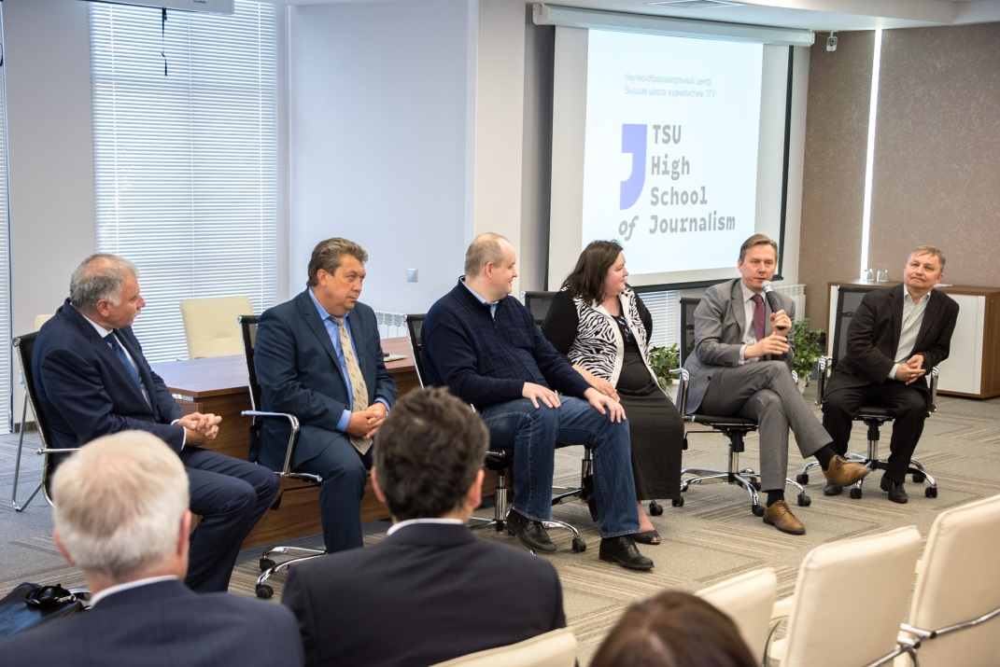 Научно-образовательный центр
Высшая школа журналистики ТГУ
TSU
High
School
of Journalism